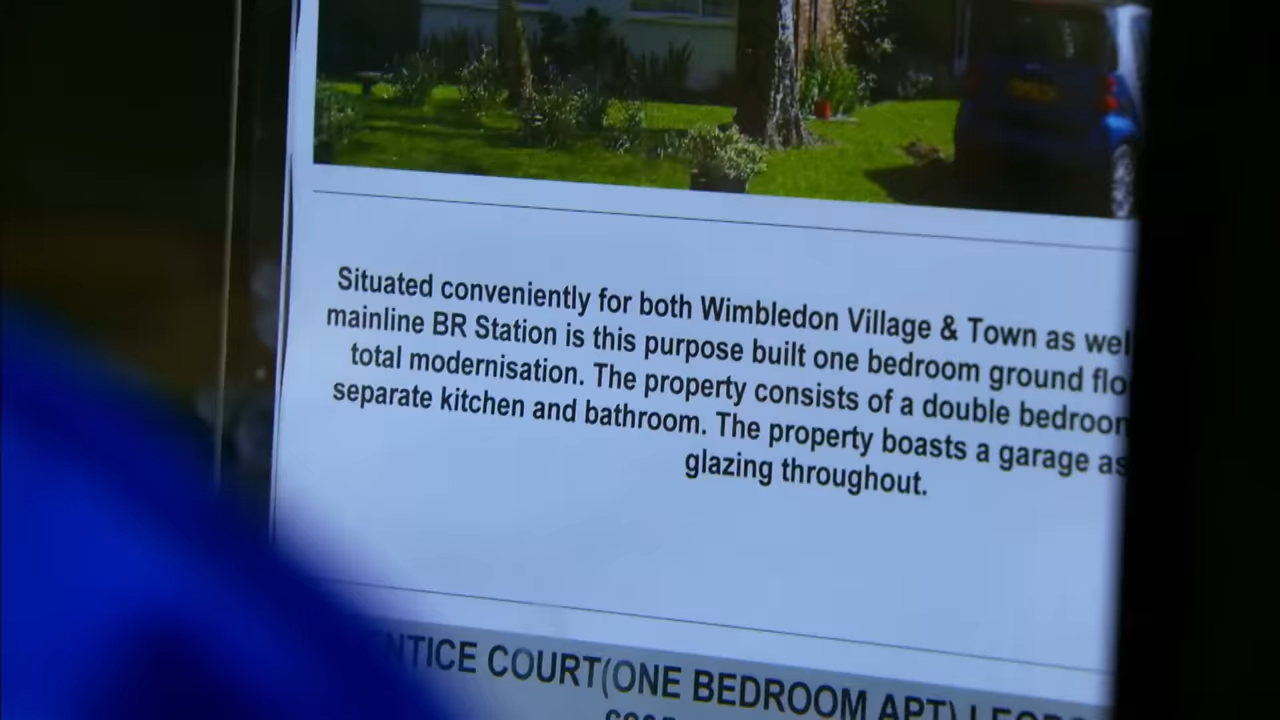 Situated conveniently for both Wimbledon Village & Town as wel
mainline BR Station is this purpose built one bedroom ground flo
total modernisation. The property consists of a double bedroom
separate kitchen and bathroom. The property boasts a garage as
glazing throughout.
NTICE COURT(ONE BEDROOM APT)